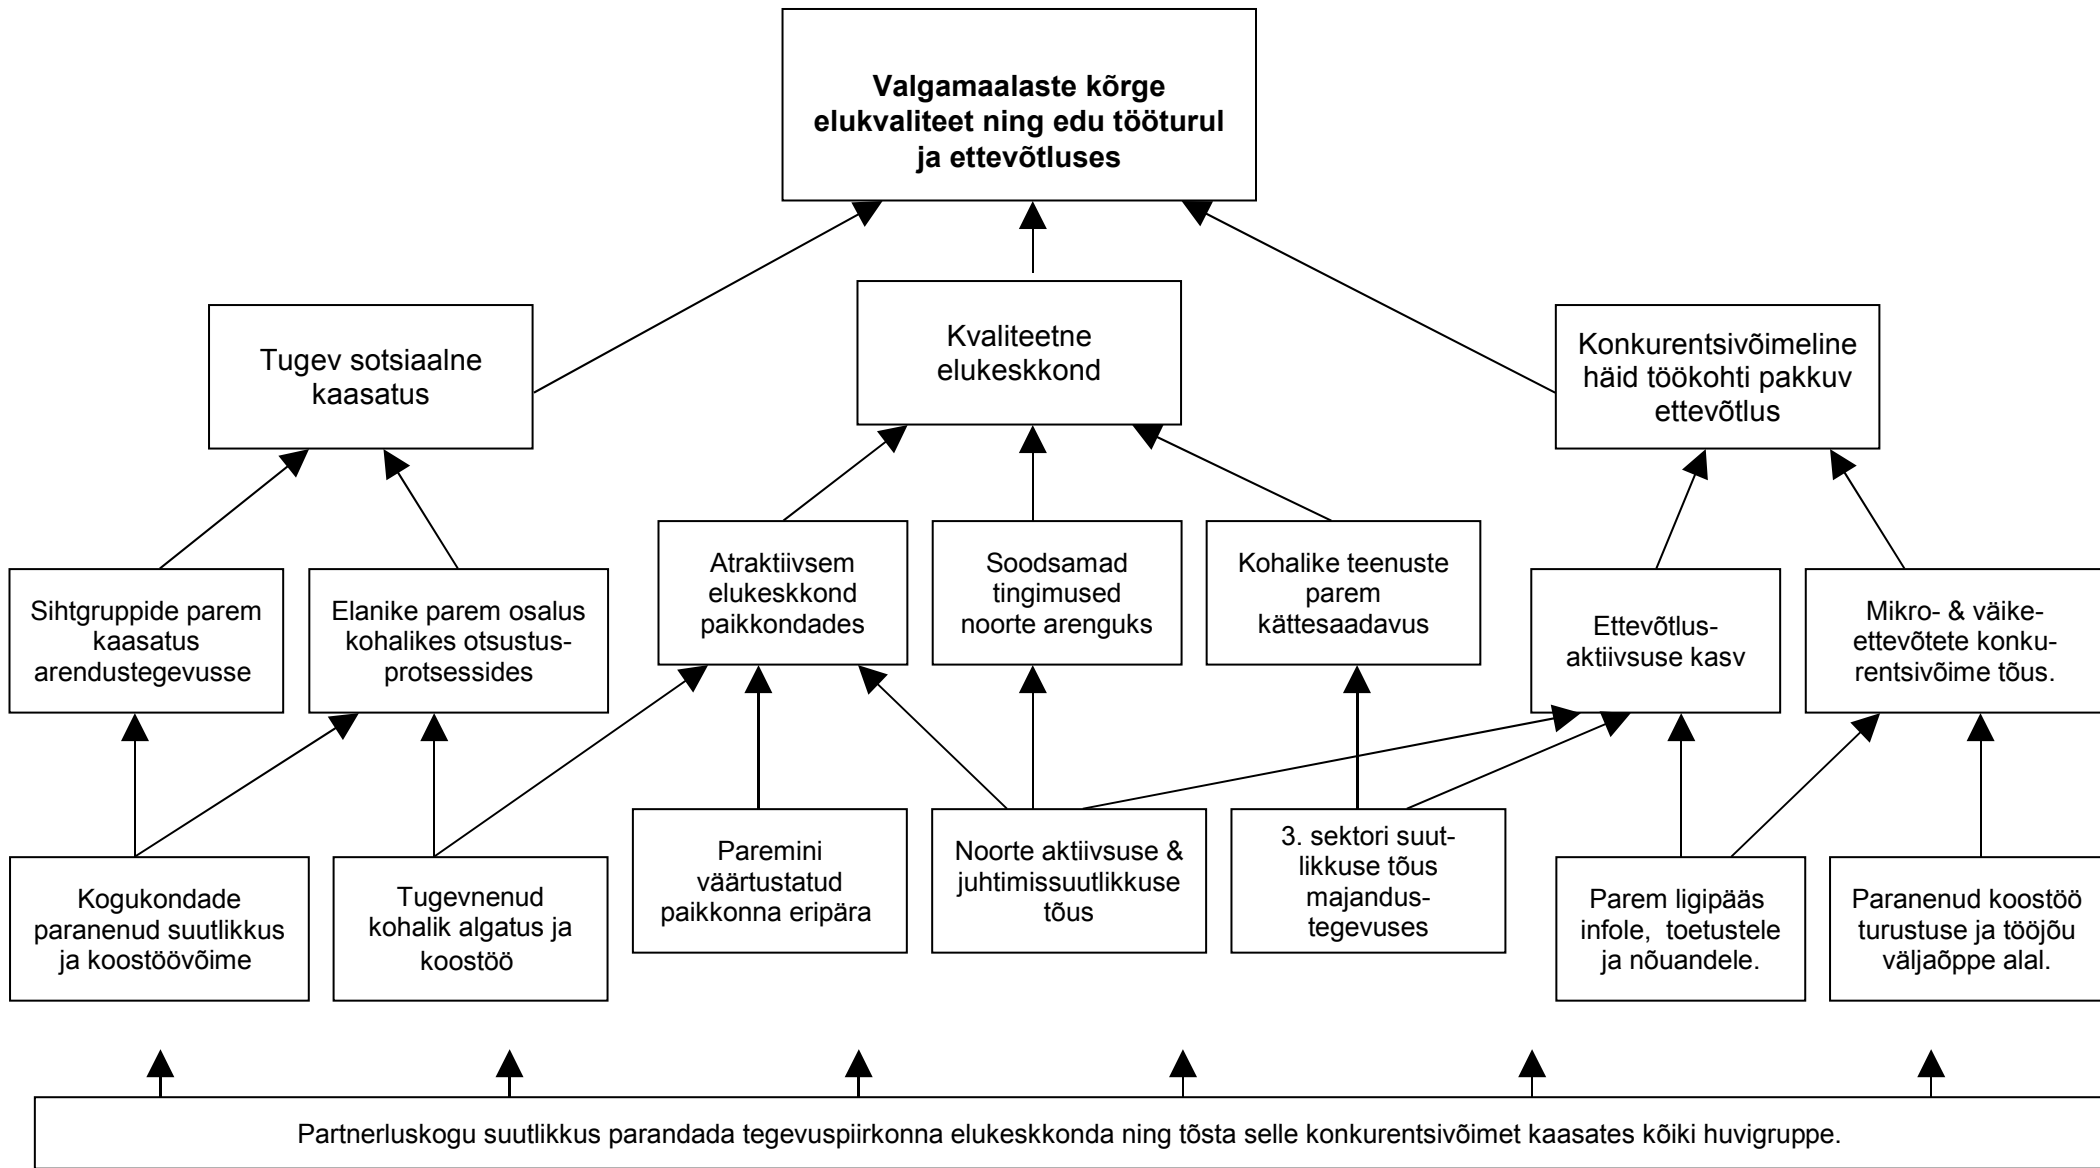 Valgamaalaste kõrge
elukvaliteet ning edu tööturul
ja ettevõtluses
Tugev sotsiaalne
kaasatus
Kvaliteetne
elukeskkond
Konkurentsivõimeline
häid töökohti pakkuv
ettevõtlus
Sihtgruppide parem
kaasatus
arendustegevusse
Elanike parem osalus
kohalikes otsustus-
protsessides
Atraktiivsem
elukeskkond
paikkondades
Soodsamad
tingimused
noorte arenguks
Kohalike teenuste
parem
kättesaadavus
Ettevõtlus-
aktiivsuse kasv
Mikro- & väike-
ettevõtete konku-
rentsivõime tõus.
Kogukondade
paranenud suutlikkus
ja koostöövõime
Tugevnenud
kohalik algatus ja
koostöö
Paremini
väärtustatud
paikkonna eripära
Noorte aktiivsuse &
juhtimissuutlikkuse
tõus
3. sektori suut-
likkuse tõus
majandus-
tegevuses
Parem ligipääs
infole, toetustele
ja nõuandele.
Paranenud koostöö
turustuse ja tööjõu
väljaõppe alal.
Partnerluskogu suutlikkus parandada tegevuspiirkonna elukeskkonda ning tõsta selle konkurentsivõimet kaasates kõiki huvigruppe.